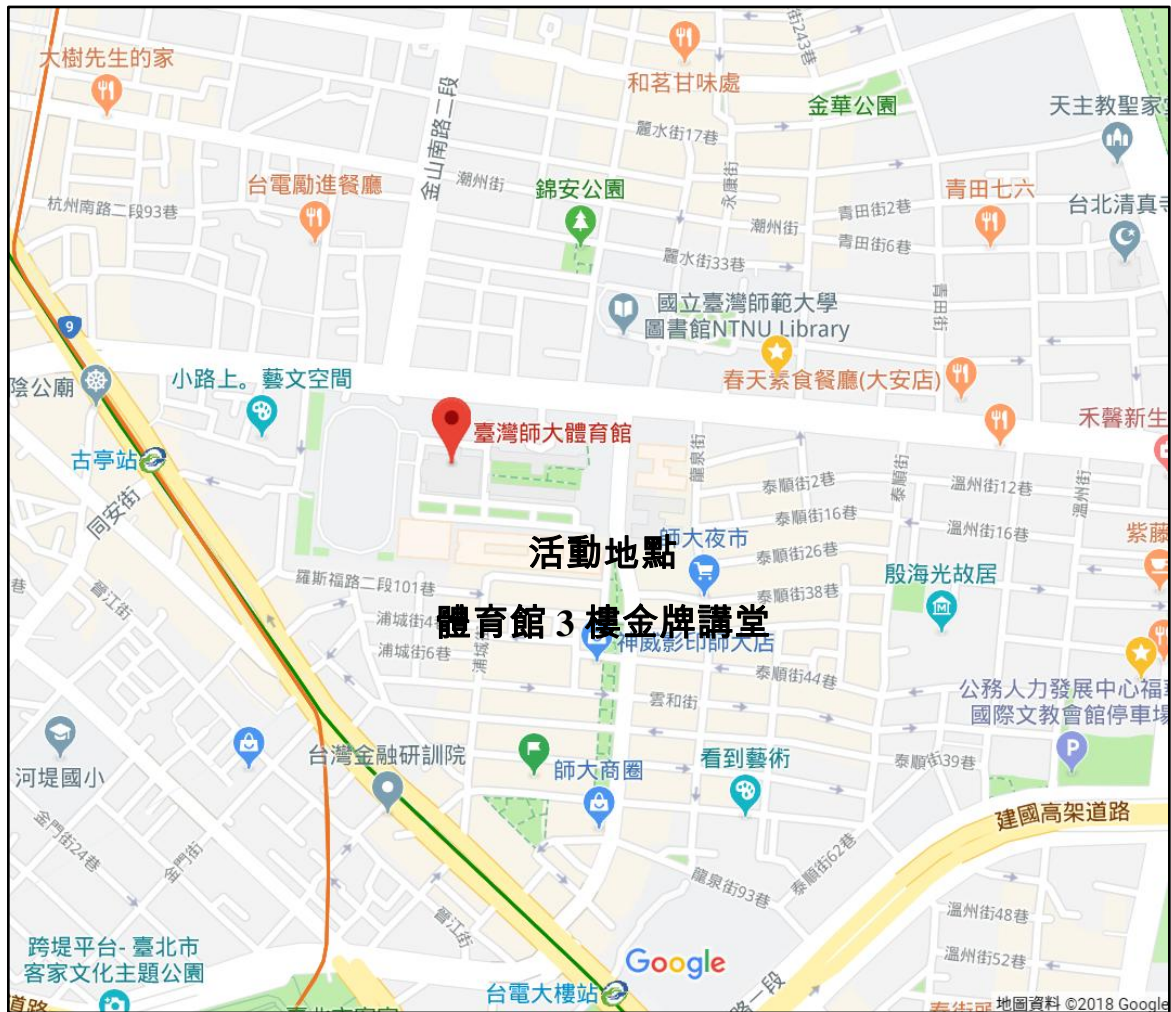 大樹先生的家
和茗甘味處
街243巷
金華公園
天主教聖家
金山南路二段
麗水街17巷
台電勵進餐廳
潮州街
錦安公園
永康街
青田七六
青田街2巷
台北清真寺
杭州南路二段93巷
潮州街
青田街6巷
麗水街33巷
青田街
國立臺灣師範大學
圖書館NTNU Library
9
春天素食餐廳(大安店)
陰公廟
小路上。藝文空間
禾馨新生
臺灣師大體育館
龍泉街
古亭站
泰順街2巷
泰順街
溫州街12巷
溫州街
同安街
泰順街16巷
溫州街16巷
師大夜市
紫藤
活動地點
泰順街26巷
殷海光故居
羅斯福路二段101巷
泰順街38巷
晉江街
體育館 3 樓金牌講堂
浦城街6巷
神威影印師大店
泰順街44巷
雲和街
公務人力發展中心福
國際文教會館停車場
P
台灣金融研訓院
看到藝術
泰順街39巷
河堤國小
師大商圈
建國高架道路
金門街24巷
金門街
泰順街62巷
龍泉街93巷
晉江街
溫州街48巷
跨堤平台- 臺北市
客家文化主題公園
Google
溫州街52巷
台電大樓站
道路
路一段
地圖資料 ©2018 Google